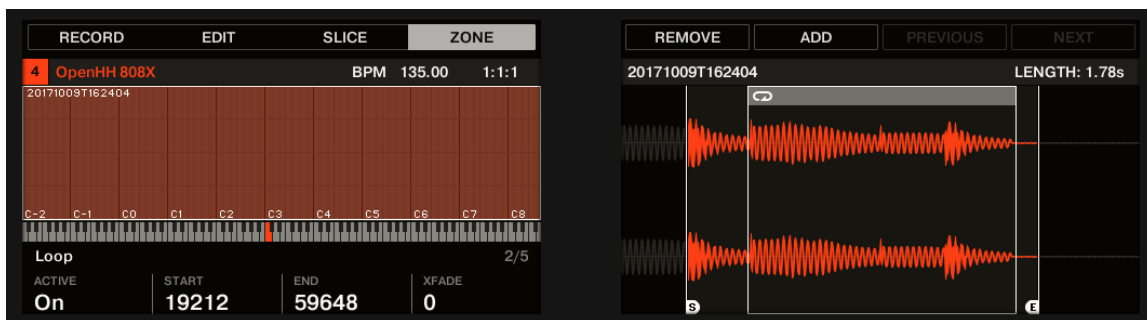 RECORD EDIT SLICE ZONE
4 OpenHH 808X BPM 135.00 1:1:1
20171009T162404
C-2 C-1 C0 C1 C2 C3 C4 C5 C6 C7 C8
Loop 2/5
ACTIVE START END XFADE
On 19212 59648 0
REMOVE ADD PREVIOUS NEXT
20171009T162404 LENGTH: 1.78s
S E